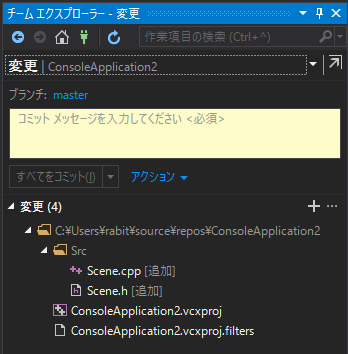 チーム エクスプローラー - 変更
作業項目の検索 (Ctrl+^)
変更 | ConsoleApplication2
ブランチ: master
コミット メッセージを入力してください <必須>
すべてをコミット(I) アクション
変更 (4)
C:¥Users¥rabit¥source¥repos¥ConsoleApplication2
Src
Scene.cpp [追加]
Scene.h [追加]
ConsoleApplication2.vcxproj
ConsoleApplication2.vcxproj.filters